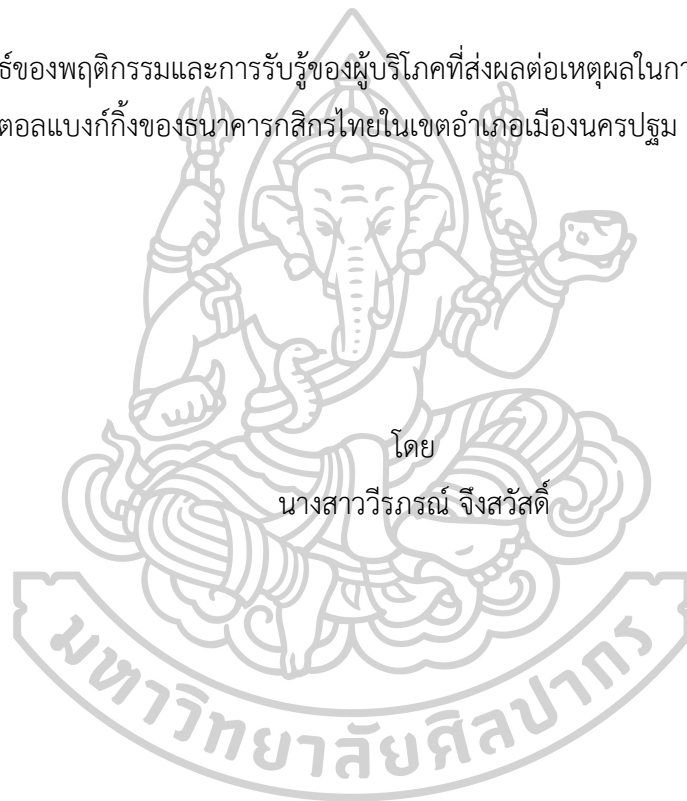 ธ์ของพฤติกรรมและการรับรู้ของผู้บริโภคที่ส่งผลต่อเหตุผลในกา
ตอลแบงก์กิ้งของธนาคารกสิกรไทยในเขตอำเภอเมืองนครปฐม
โดย
นางสาววีรภรณ์ จึงสวัสดิ์
มหาวิทยาลัยศิลปากร